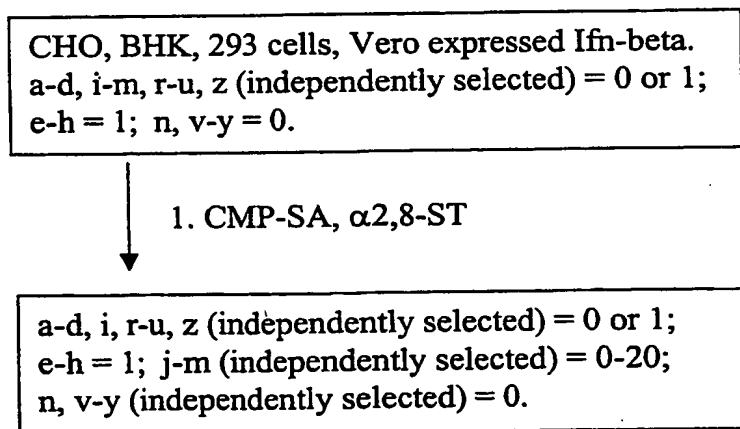 CHO, BHK, 293 cells, Vero expressed Ifn-beta.
a-d, i-m, r-u, z (independently selected) = 0 or 1;
e-h = 1; n, v-y = 0.
1. CMP-SA, α2,8-ST
a-d, i, r-u, z (independently selected) = 0 or 1;
e-h = 1; j-m (independently selected) = 0-20;
n, v-y (independently selected) = 0.